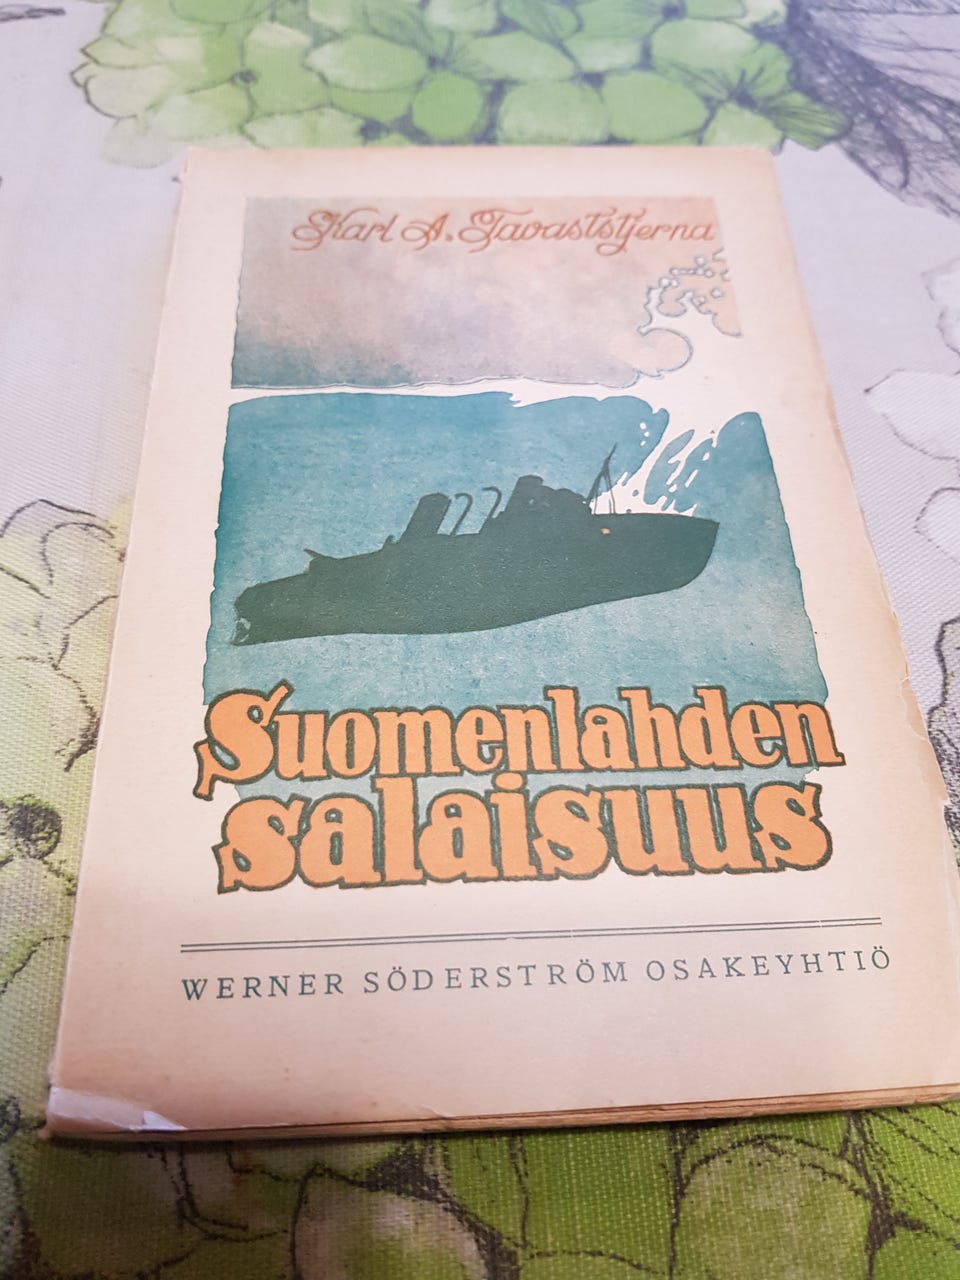 Karl A. Tavaststjerna
Suomenlahden
salaisuus
WERNER SÖDERSTRÖM OSAKEYHTIÖ